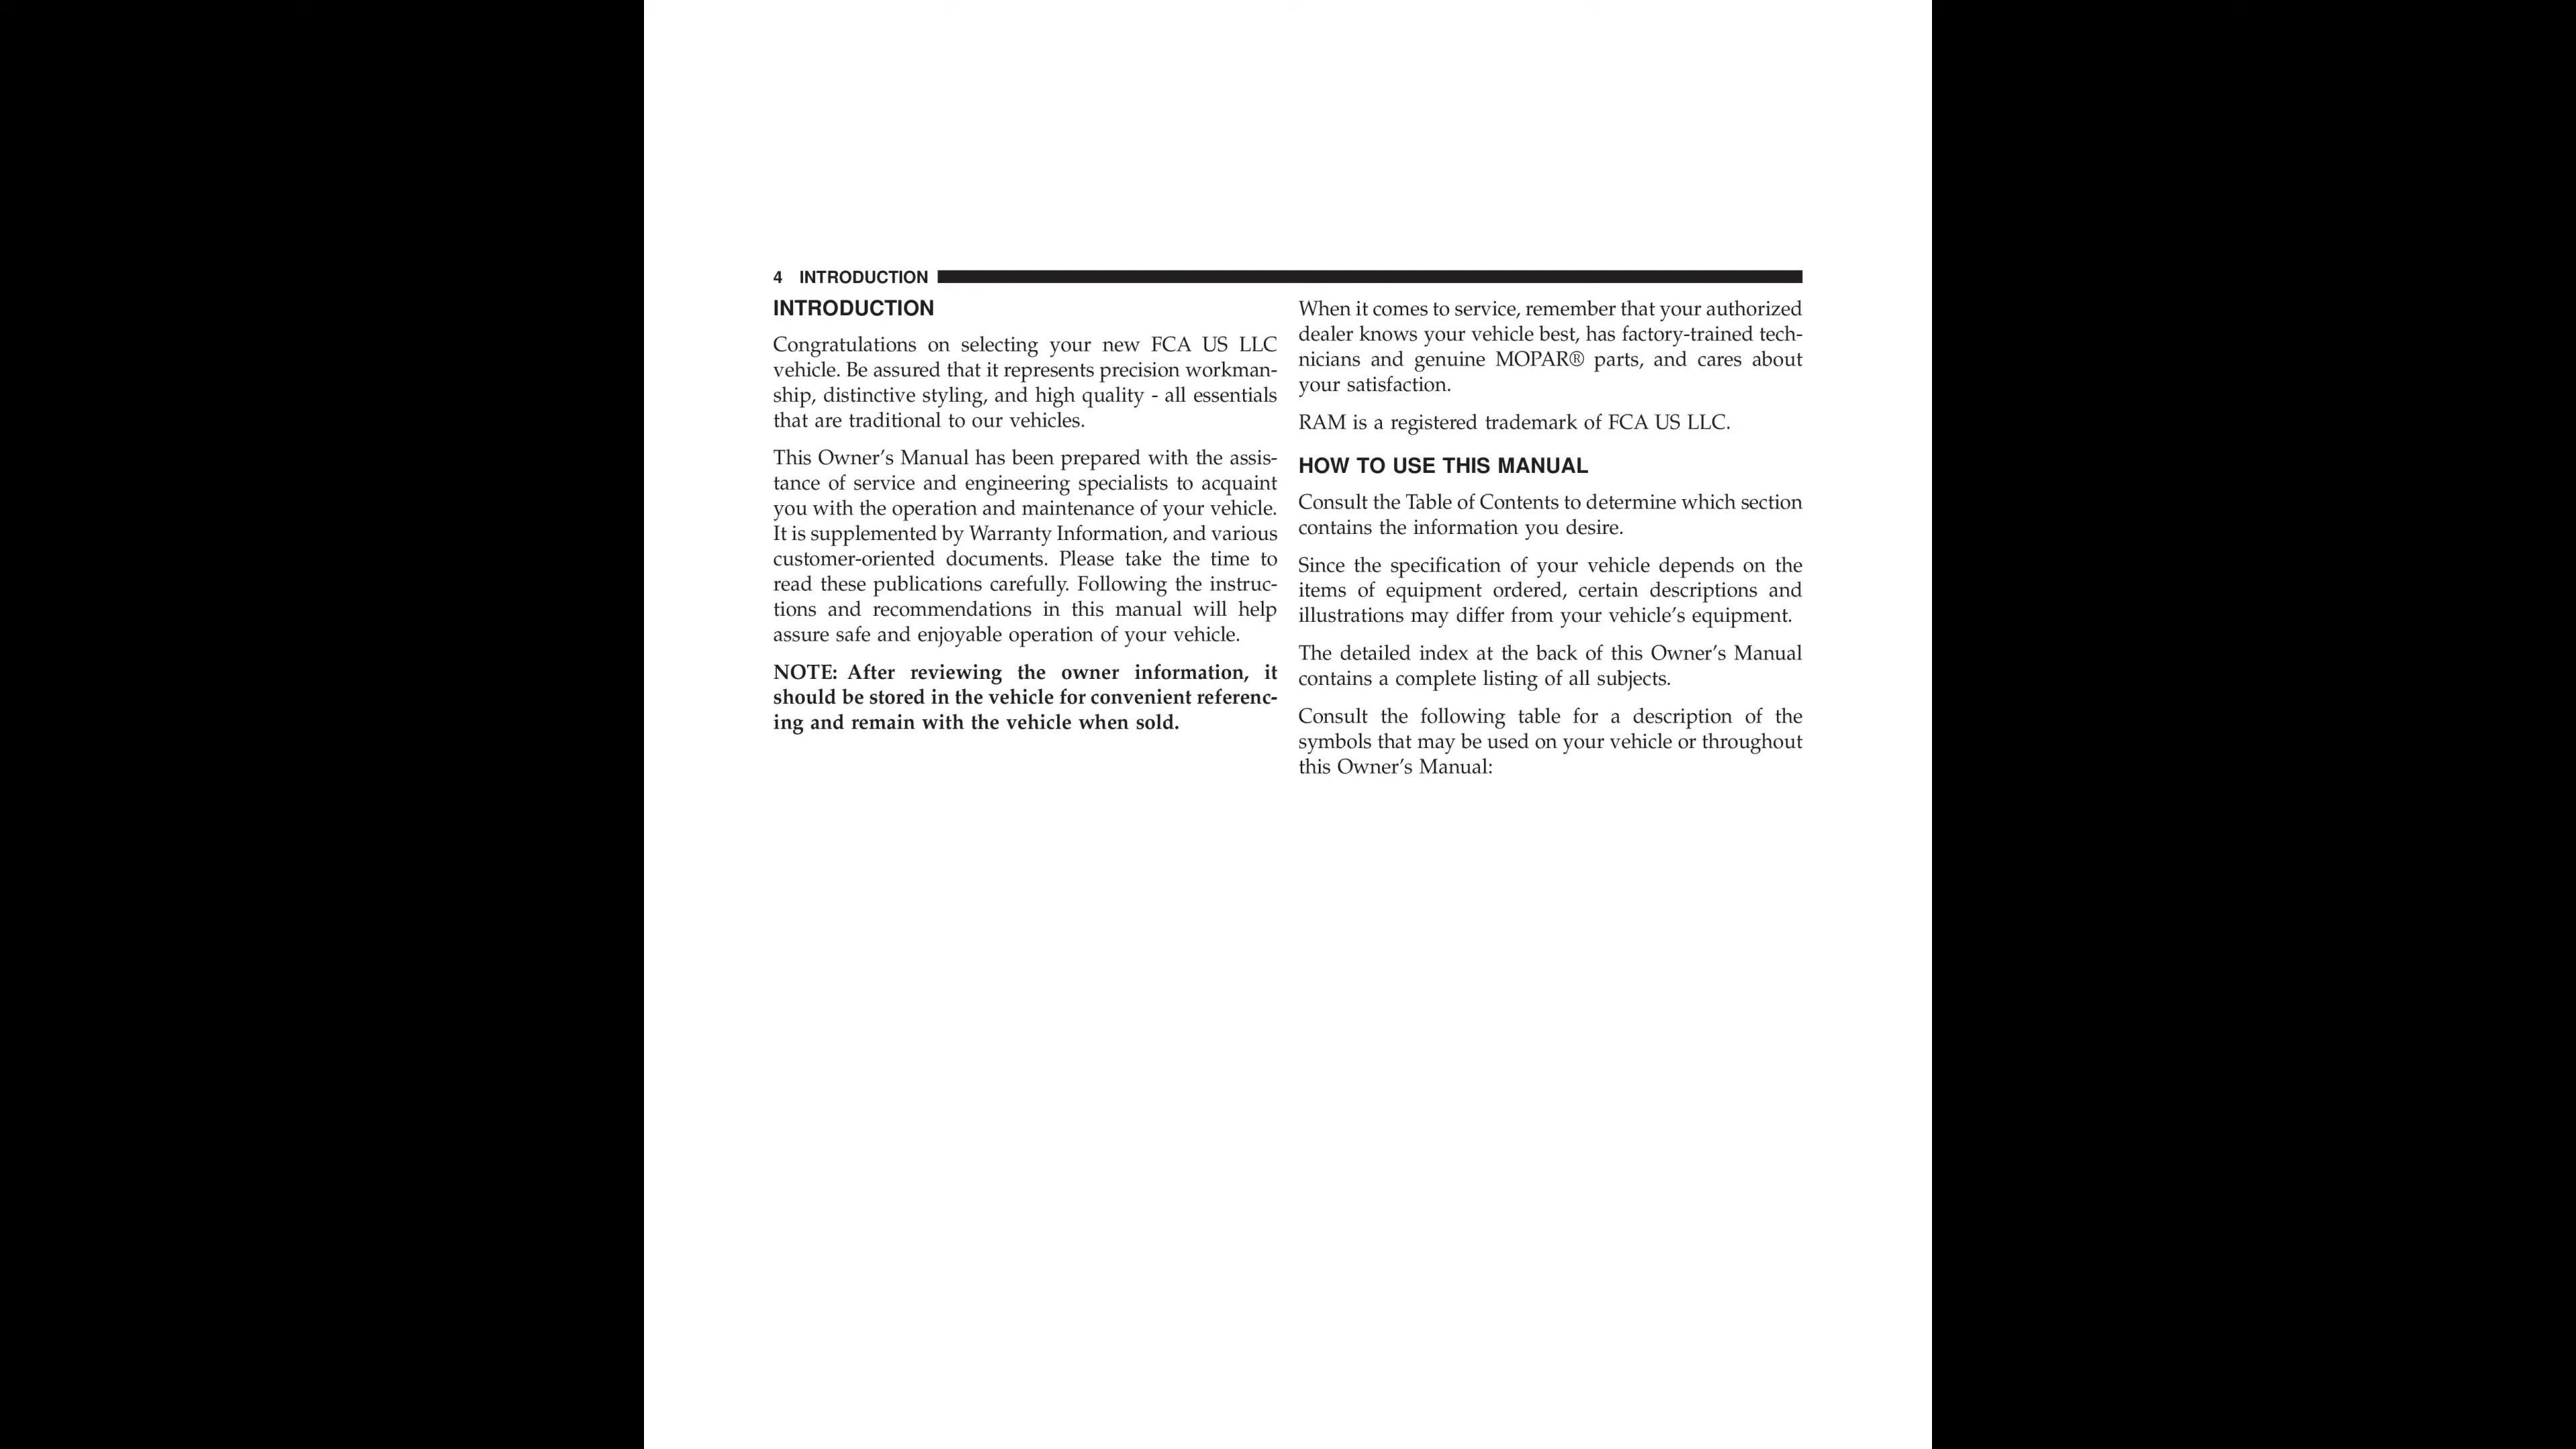 4 INTRODUCTION
INTRODUCTION
Congratulations on selecting your new FCA US LLC
vehicle. Be assured that it represents precision workman-
ship, distinctive styling, and high quality - all essentials
that are traditional to our vehicles.
This Owner’s Manual has been prepared with the assis-
tance of service and engineering specialists to acquaint
you with the operation and maintenance of your vehicle.
It is supplemented by Warranty Information, and various
customer-oriented documents. Please take the time to
read these publications carefully. Following the instruc-
tions and recommendations in this manual will help
assure safe and enjoyable operation of your vehicle.
NOTE: After reviewing the owner information, it
should be stored in the vehicle for convenient referenc-
ing and remain with the vehicle when sold.
When it comes to service, remember that your authorized
dealer knows your vehicle best, has factory-trained tech-
nicians and genuine MOPAR® parts, and cares about
your satisfaction.
RAM is a registered trademark of FCA US LLC.
HOW TO USE THIS MANUAL
Consult the Table of Contents to determine which section
contains the information you desire.
Since the specification of your vehicle depends on the
items of equipment ordered, certain descriptions and
illustrations may differ from your vehicle’s equipment.
The detailed index at the back of this Owner’s Manual
contains a complete listing of all subjects.
Consult the following table for a description of the
symbols that may be used on your vehicle or throughout
this Owner’s Manual: